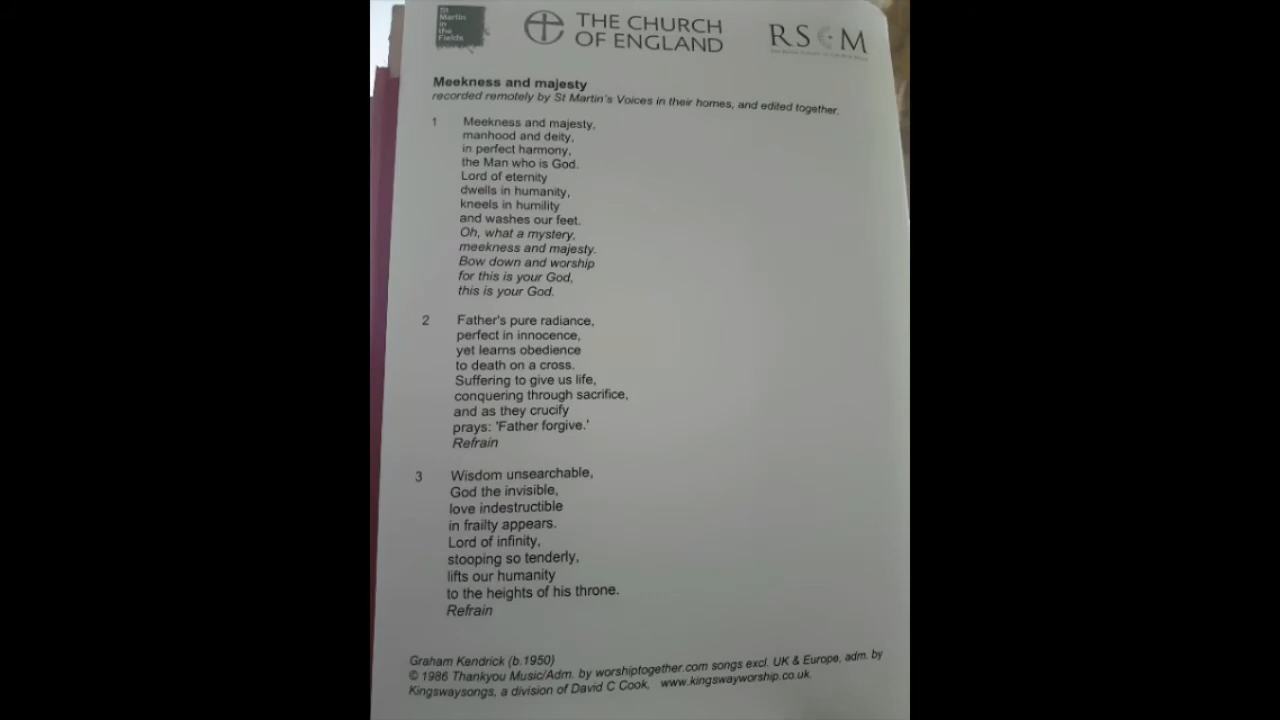 St
Martin
in
the
Fields
THE CHURCH
OF ENGLAND
RSCM
Meekness and majesty
recorded remotely by St Martin's Voices in their homes, and edited together.
1 Meekness and majesty,
manhood and deity,
in perfect harmony,
the Man who is God.
Lord of eternity
dwells in humanity,
kneels in humility
and washes our feet.
Oh, what a mystery,
meekness and majesty.
Bow down and worship
for this is your God,
this is your God.
2 Father's pure radiance,
perfect in innocence,
yet learns obedience
to death on a cross.
Suffering to give us life,
conquering through sacrifice,
and as they crucify
prays: 'Father forgive.'
Refrain
3 Wisdom unsearchable,
God the invisible,
love indestructible
in frailty appears.
Lord of infinity,
stooping so tenderly,
lifts our humanity
to the heights of his throne.
Refrain
Graham Kendrick (b.1950)
© 1986 Thankyou Music/Adm. by worshiptogether.com songs excl. UK & Europe, adm. by
Kingswaysongs, a division of David C Cook, www.kingswayworship.co.uk.